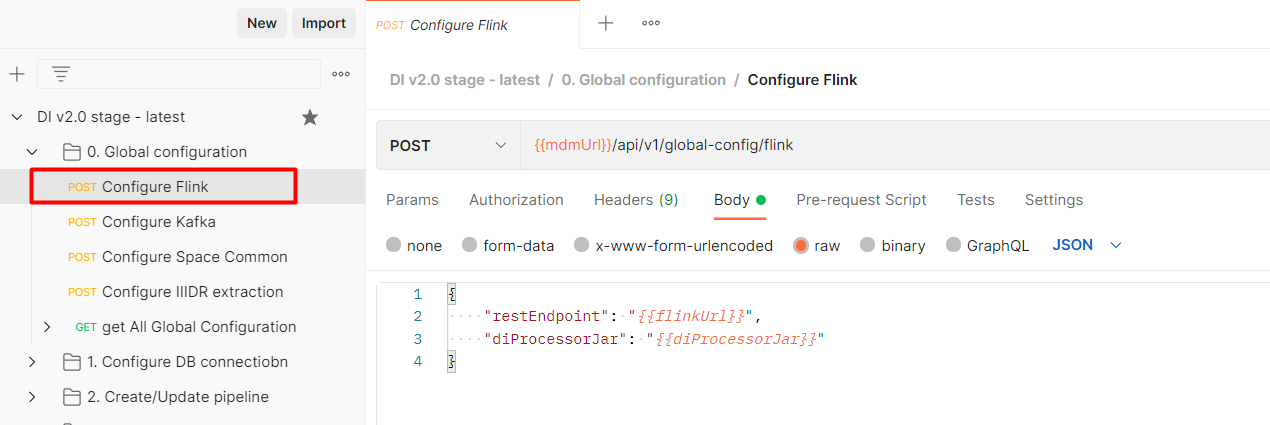 New Import
DI v2.0 stage - latest
0. Global configuration
POST Configure Flink
POST Configure Kafka
POST Configure Space Common
POST Configure IIIDR extraction
GET get All Global Configuration
1. Configure DB connectiobn
2. Create/Update pipeline
POST Configure Flink
DI v2.0 stage - latest / 0. Global configuration / Configure Flink
POST {{mdmUrl}}/api/v1/global-config/flink
Params Authorization Headers (9) Body Pre-request Script Tests Settings
none form-data x-www-form-urlencoded raw binary GraphQL JSON
1 {
2 "restEndpoint": "{{flinkUrl}}",
3 "diProcessorJar": "{{diProcessorJar}}"
4 }